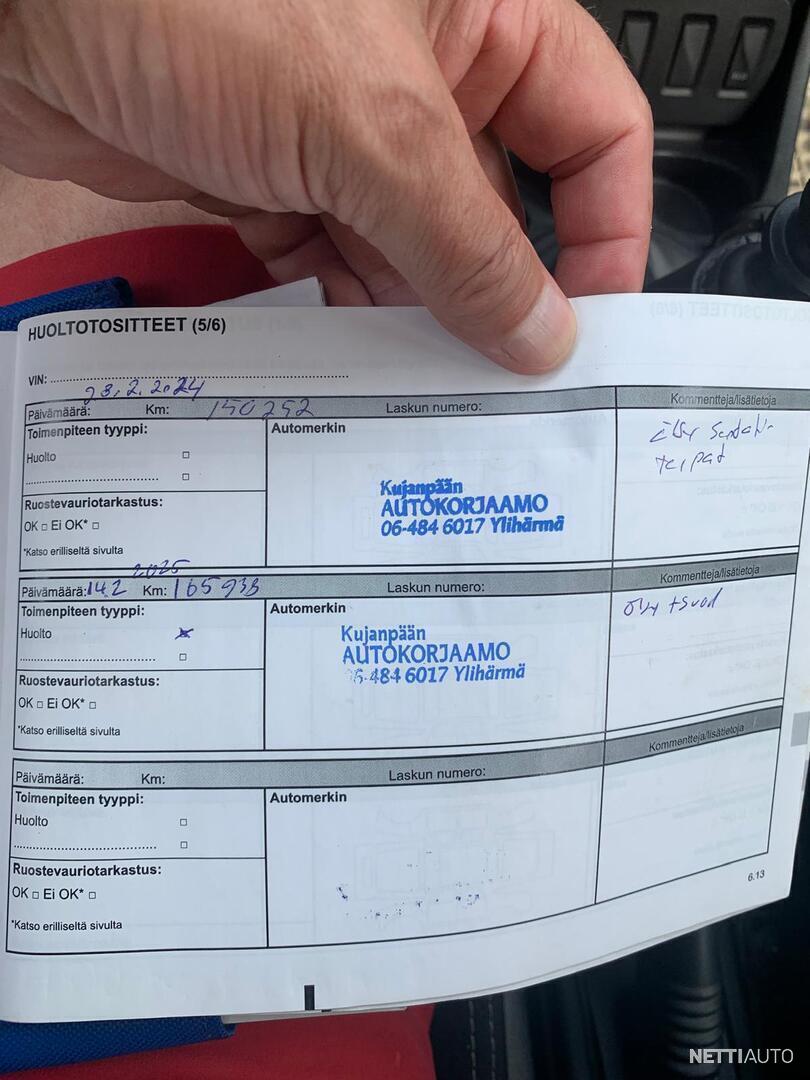 HUOLTOTOSITTEET (5/6)
VIN:
23.2.2024
Päivämäärä: Km: 150252 Laskun numero: Kommentteja/lisätietoja
Toimenpiteen tyyppi: Automerkin
Huolto
Kujanpään
AUTOKORJAAMO
06-484 6017 Ylihärmä
Ruostevauriotarkastus:
OK □ Ei OK* □
*Katso erilliseltä sivulta
2025
Päivämäärä: 14.2 Km: 165938 Laskun numero: Kommentteja/lisätietoja
Toimenpiteen tyyppi: Automerkin
Huolto
Kujanpään
AUTOKORJAAMO
06-484 6017 Ylihärmä
Ruostevauriotarkastus:
OK □ Ei OK* □
*Katso erilliseltä sivulta
Päivämäärä: Km: Laskun numero: Kommentteja/lisätietoja
Toimenpiteen tyyppi: Automerkin
Huolto
Ruostevauriotarkastus:
OK □ Ei OK* □
*Katso erilliseltä sivulta
6.13
NETTIAUTO